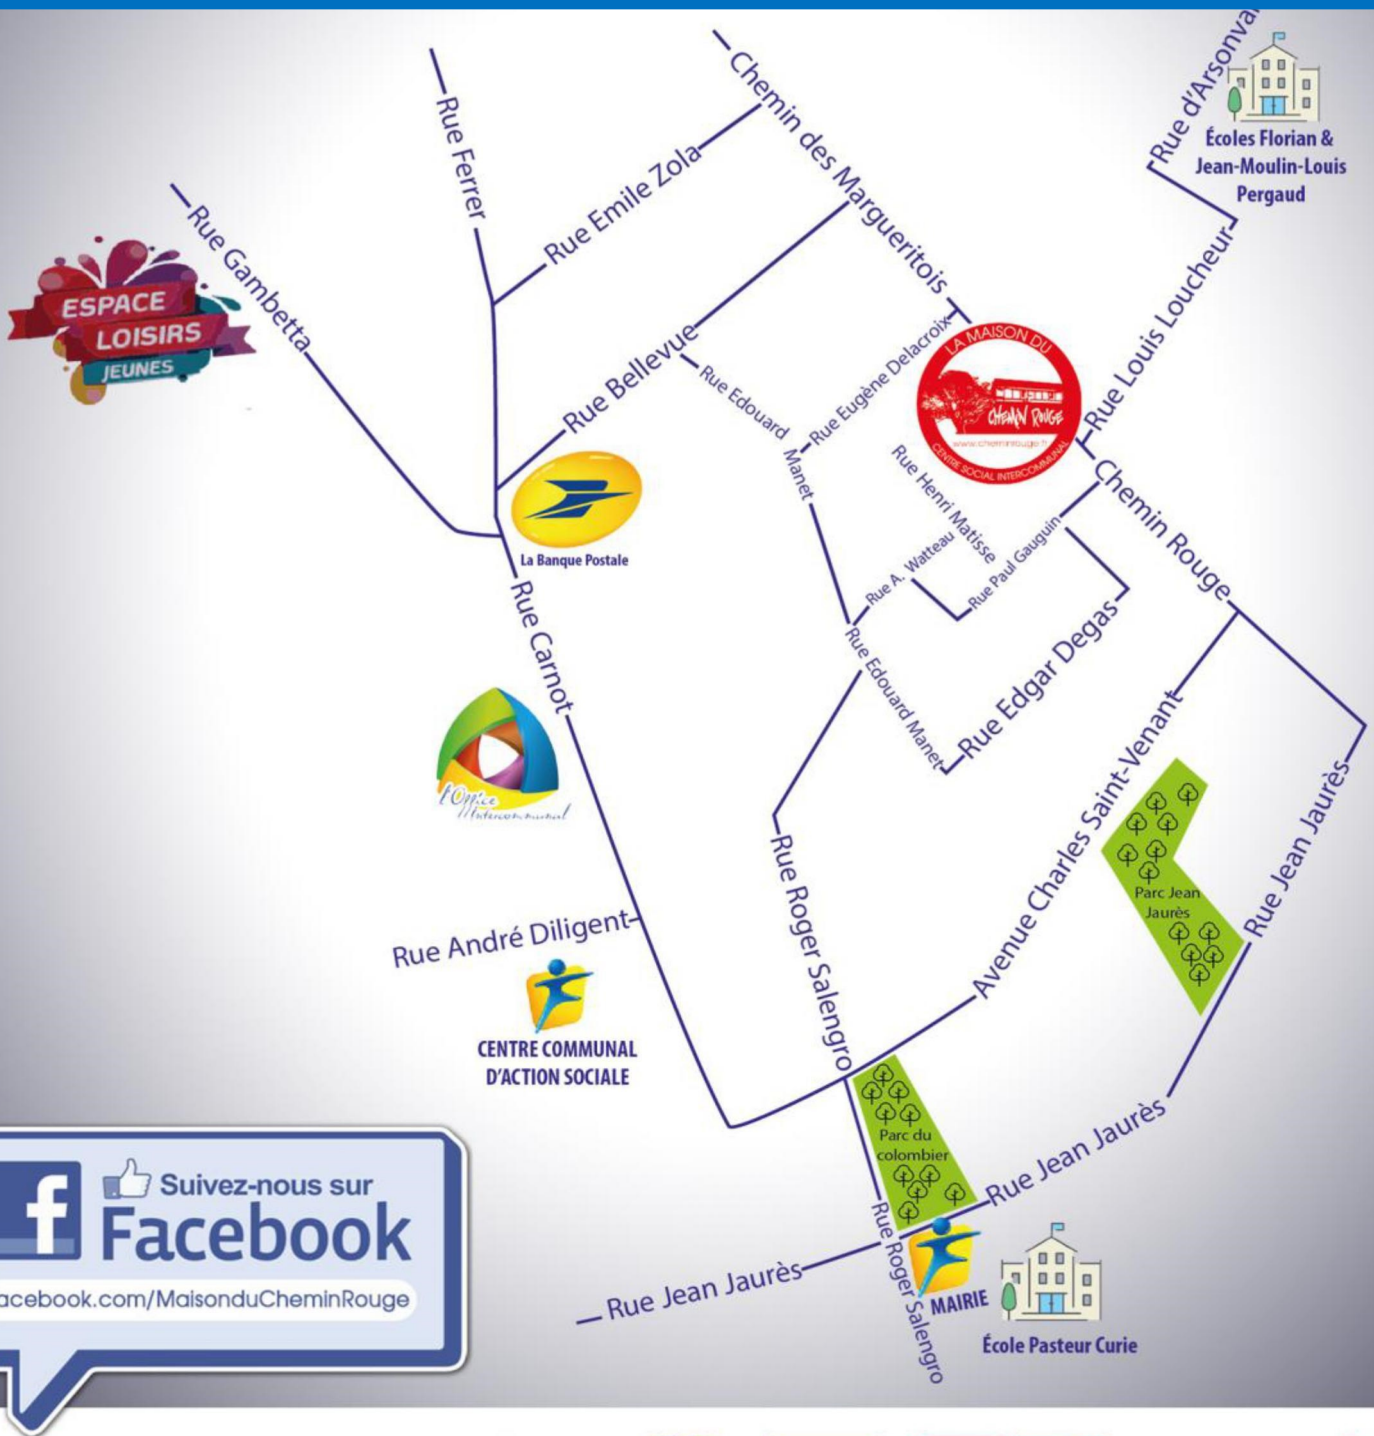 Rue d'Arsonval
Écoles Florian &
Jean-Moulin-Louis
Pergaud
Chemin des Margueritois
Rue Ferrer
Rue Emile Zola
Rue Gambetta
ESPACE
LOISIRS
JEUNES
Rue Louis Loucheur
Rue Bellevue
Rue Edouard
Manet
Rue Eugène Delacroix
LA MAISON DU
CHEMIN ROUGE
www.cheminrouge.fr
CENTRE SOCIAL INTERCOMMUNAL
Rue Henri Matisse
Chemin Rouge
La Banque Postale
Rue A. Watteau
Rue Paul Gauguin
Rue Carnot
Rue Edouard Manet
Rue Edgar Degas
l'Office
Intercommunal
Avenue Charles Saint-Venant
Rue Jean Jaurès
Parc Jean
Jaurès
Rue Roger Salengro
Rue André Diligent
CENTRE COMMUNAL
D'ACTION SOCIALE
Parc du
colombier
Rue Jean Jaurès
Rue Jean Jaurès
Rue Roger Salengro
MAIRIE
École Pasteur Curie
f
Suivez-nous sur
Facebook
acebook.com/MaisonduCheminRouge